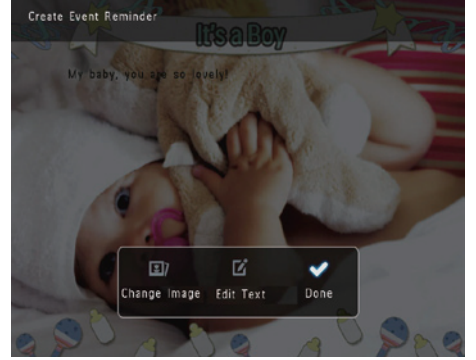 Create Event Reminder
It's a Boy
My baby, you are so lovely!
Change Image
Edit Text
Done